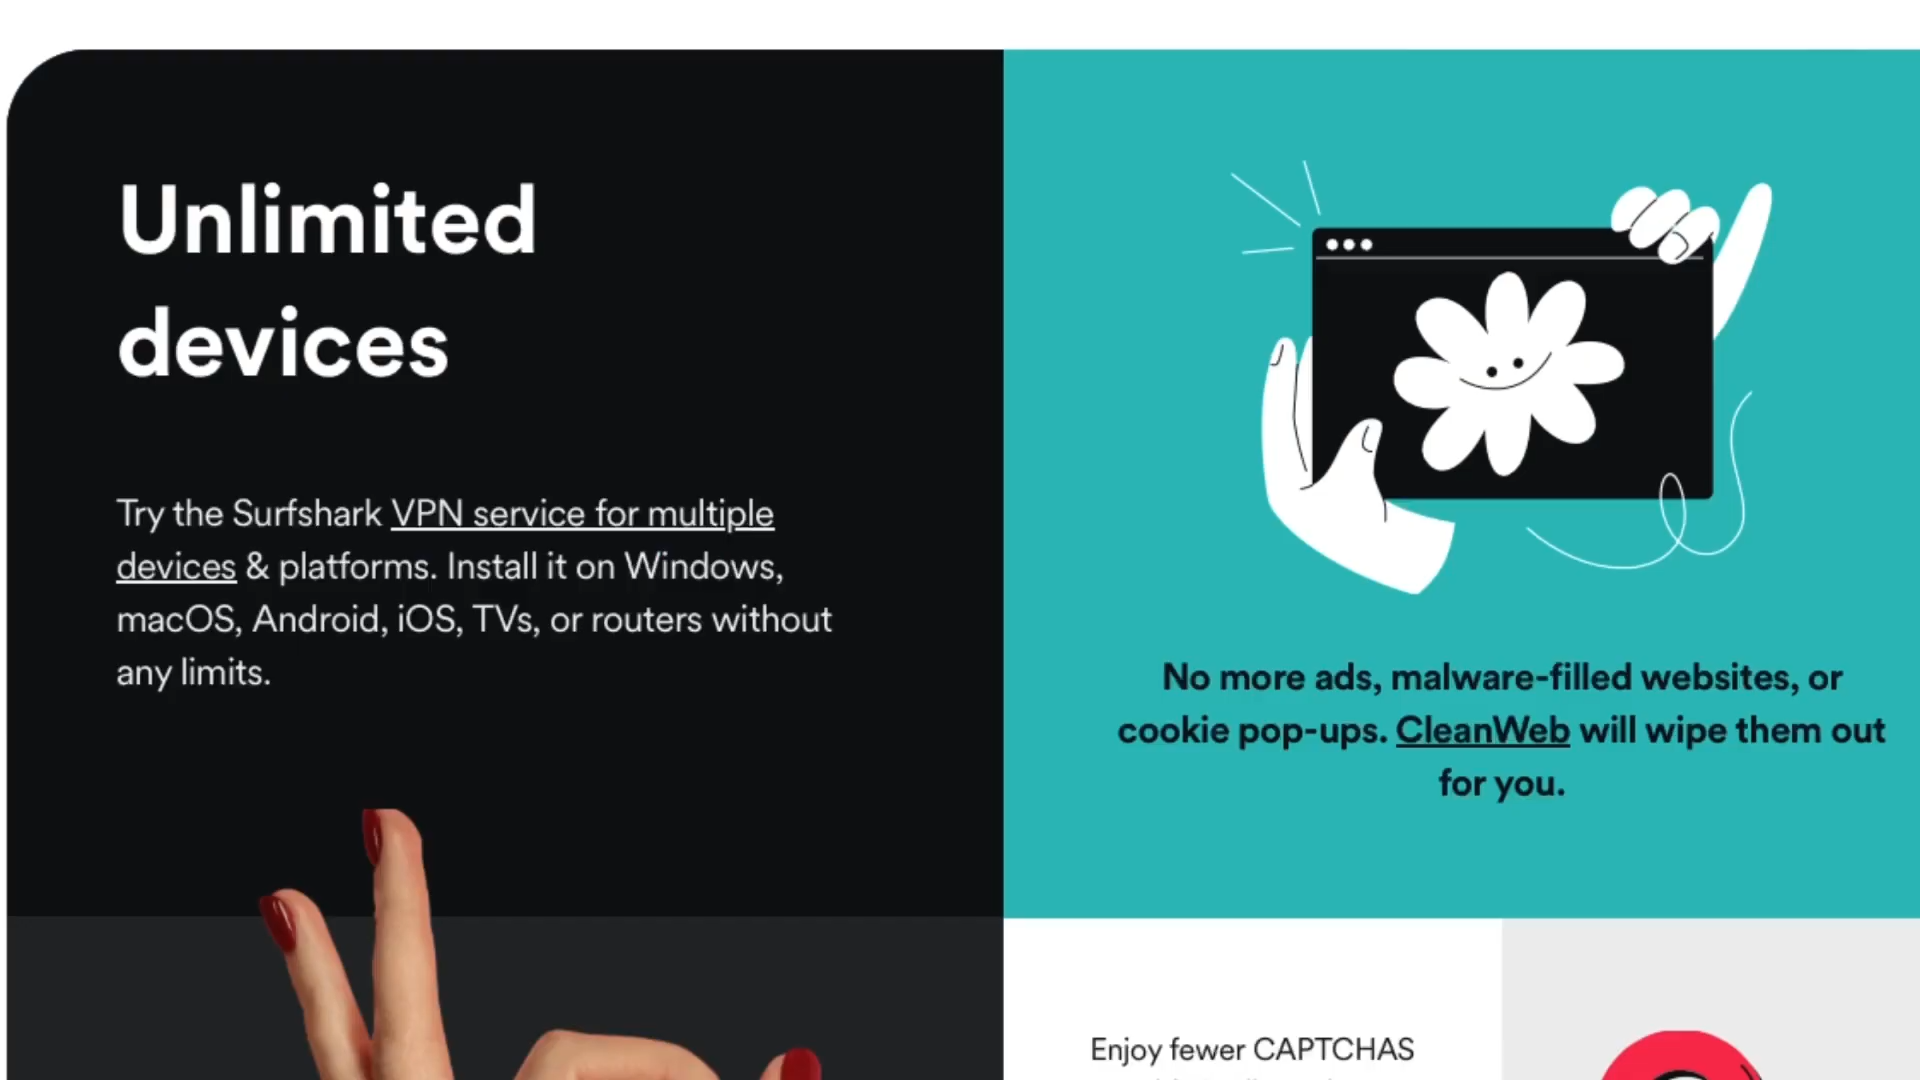 Unlimited
devices
Try the Surfshark VPN service for multiple
devices & platforms. Install it on Windows,
macOS, Android, iOS, TVs, or routers without
any limits.
No more ads, malware-filled websites, or
cookie pop-ups. CleanWeb will wipe them out
for you.
Enjoy fewer CAPTCHAS